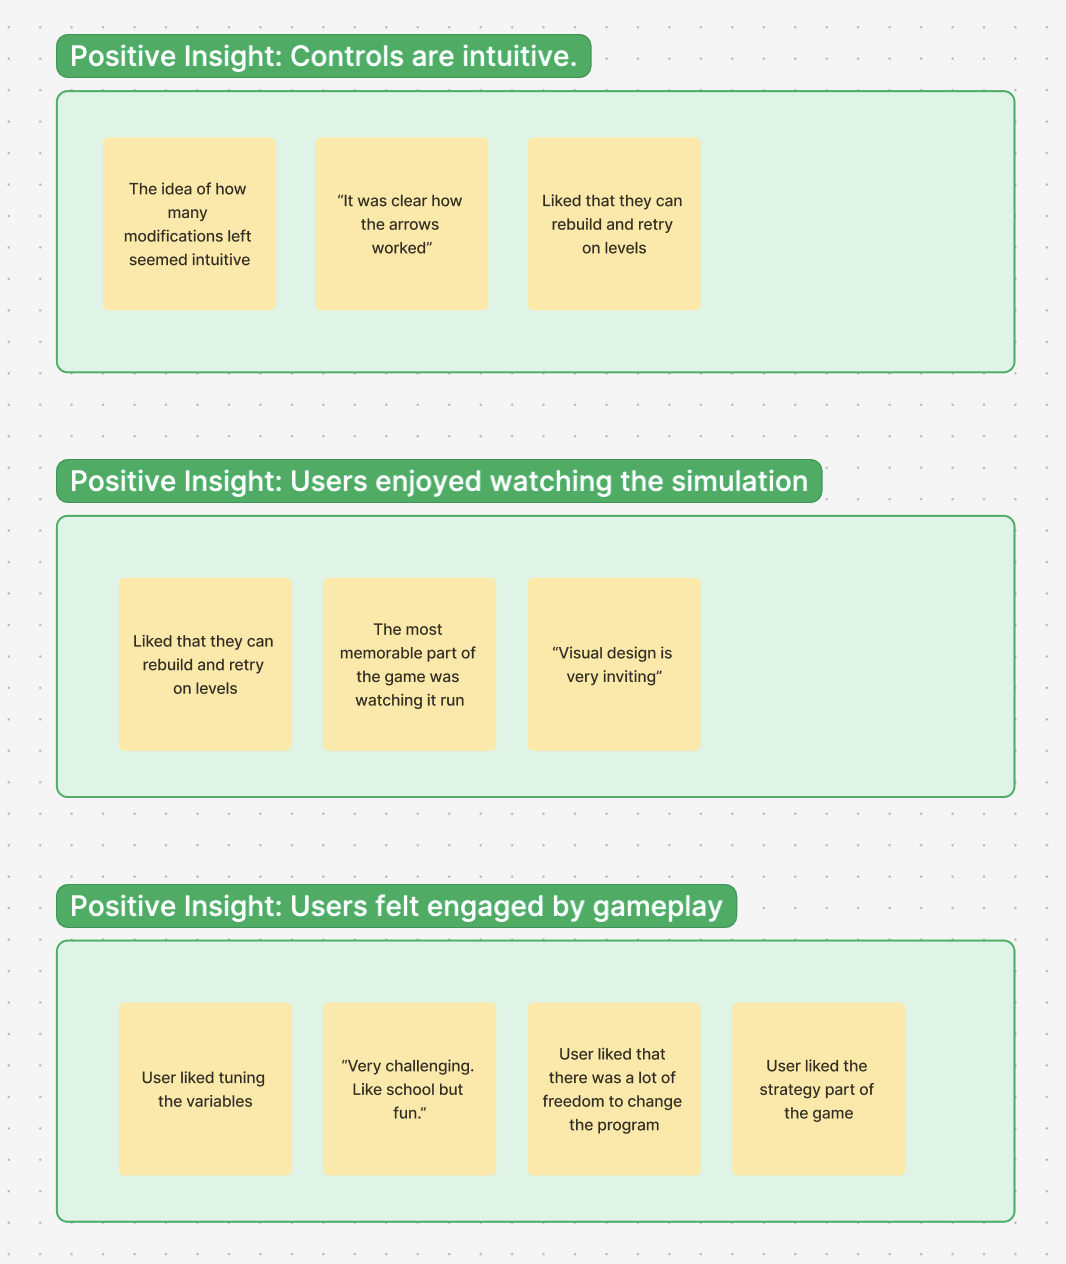 Positive Insight: Controls are intuitive.
The idea of how
many
modifications left
seemed intuitive
“It was clear how
the arrows
worked”
Liked that they can
rebuild and retry
on levels
Positive Insight: Users enjoyed watching the simulation
Liked that they can
rebuild and retry
on levels
The most
memorable part of
the game was
watching it run
“Visual design is
very inviting”
Positive Insight: Users felt engaged by gameplay
User liked tuning
the variables
“Very challenging.
Like school but
fun.”
User liked that
there was a lot of
freedom to change
the program
User liked the
strategy part of
the game